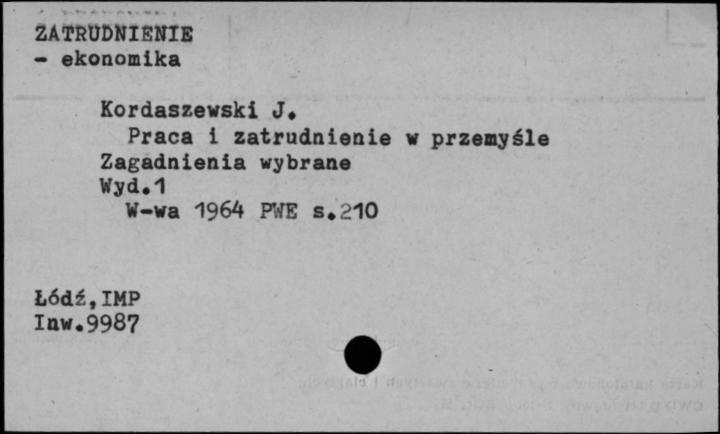 ZATRUDNIENIE
- ekonomika
Kordaszewski J.
Praca i zatrudnienie w przemyśle
Zagadnienia wybrane
Wyd.1
W-wa 1964 PWE s.210
Łódź,IMP
Inw.9987